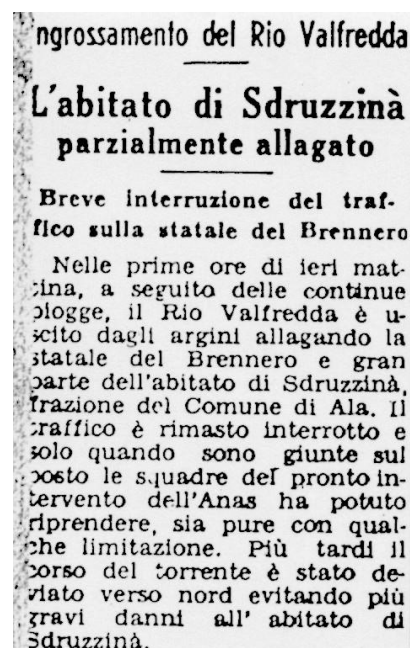 ngrossamento del Rio Valfredda
L'abitato di Sdruzzinà
parzialmente allagato
Breve interruzione del traf-
fico sulla statale del Brennero
Nelle prime ore di ieri mat-
tina, a seguito delle continue
piogge, il Rio Valfredda è u-
scito dagli argini allagando la
statale del Brennero e gran
parte dell'abitato di Sdruzzinà,
frazione del Comune di Ala. Il
traffico è rimasto interrotto e
solo quando sono giunte sul
posto le squadre del pronto in-
tervento dell'Anas ha potuto
riprendere, sia pure con qual-
che limitazione. Più tardi il
corso del torrente è stato de-
viato verso nord evitando più
gravi danni all' abitato di
Sdruzzinà.